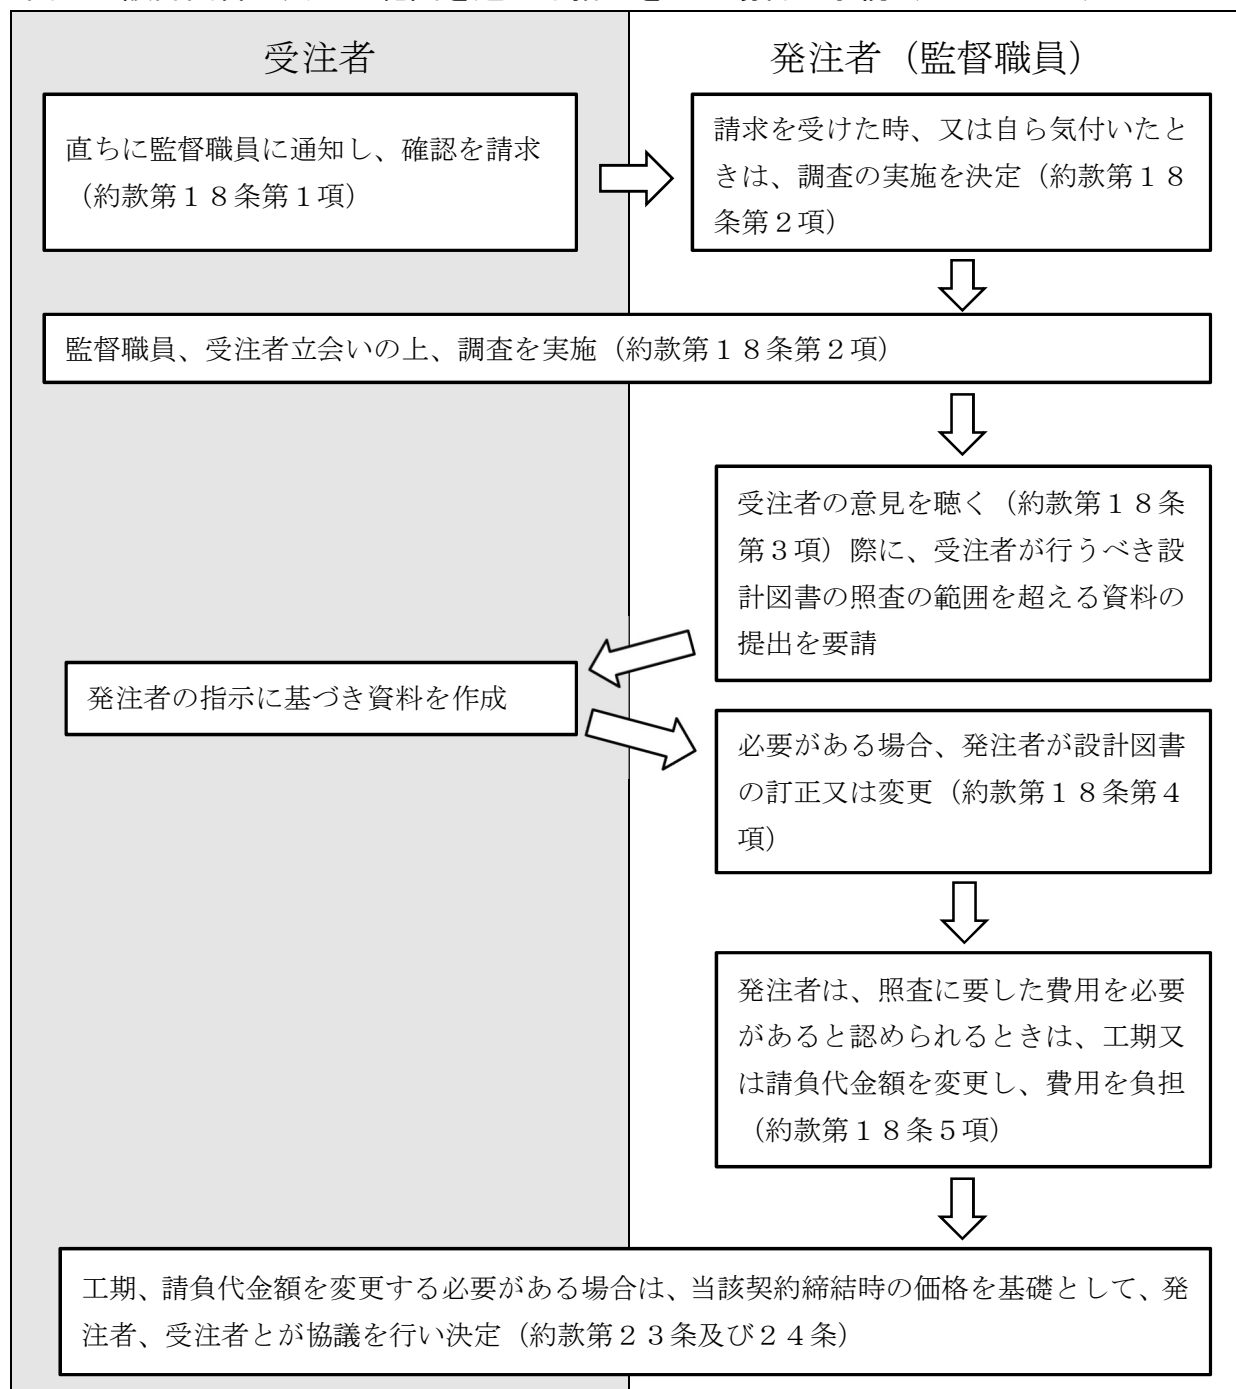 受注者
発注者（監督職員）
直ちに監督職員に通知し、確認を請求
（約款第１８条第１項）
請求を受けた時、又は自ら気付いたと
きは、調査の実施を決定（約款第１８
条第２項）
監督職員、受注者立会いの上、調査を実施（約款第１８条第２項）
受注者の意見を聴く（約款第１８条
第３項）際に、受注者が行うべき設
計図書の照査の範囲を超える資料の
提出を要請
発注者の指示に基づき資料を作成
必要がある場合、発注者が設計図書
の訂正又は変更（約款第１８条第４
項）
発注者は、照査に要した費用を必要
があると認められるときは、工期又
は請負代金額を変更し、費用を負担
（約款第１８条５項）
工期、請負代金額を変更する必要がある場合は、当該契約締結時の価格を基礎として、発
注者、受注者とが協議を行い決定（約款第２３条及び２４条）